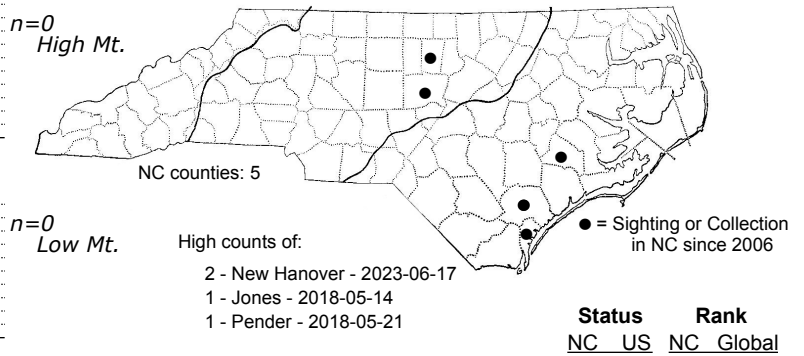 n=0
High Mt.
NC counties: 5
n=0
Low Mt.
High counts of:
2 - New Hanover - 2023-06-17
1 - Jones - 2018-05-14
1 - Pender - 2018-05-21
● = Sighting or Collection
in NC since 2006
Status Rank
NC US NC Global